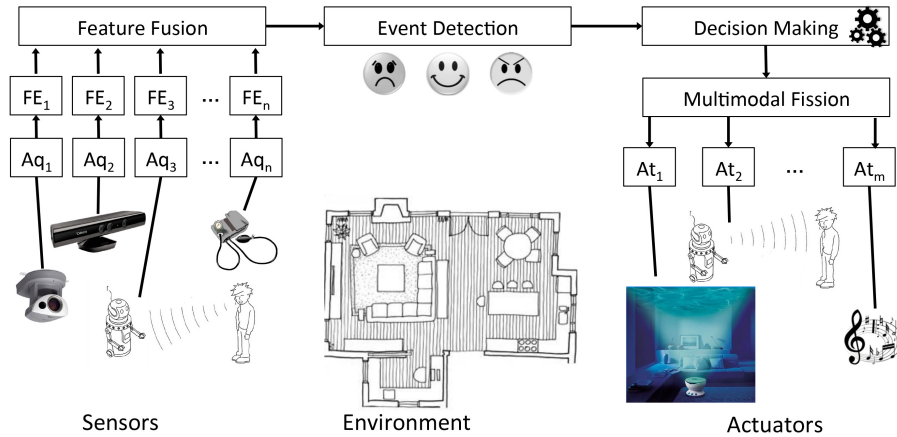 Feature Fusion
Event Detection
Decision Making
FE₁
FE₂
FE₃
...
FEₙ
Multimodal Fission
Aq₁
Aq₂
Aq₃
...
Aqₙ
At₁
At₂
...
Atₘ
Sensors
Environment
Actuators